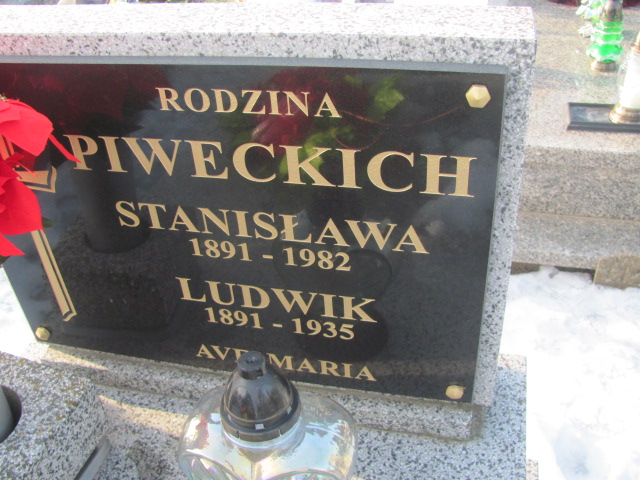 RODZINA
PIWECKICH
STANISŁAWA
1891 - 1982
LUDWIK
1891 - 1935
AVE MARIA